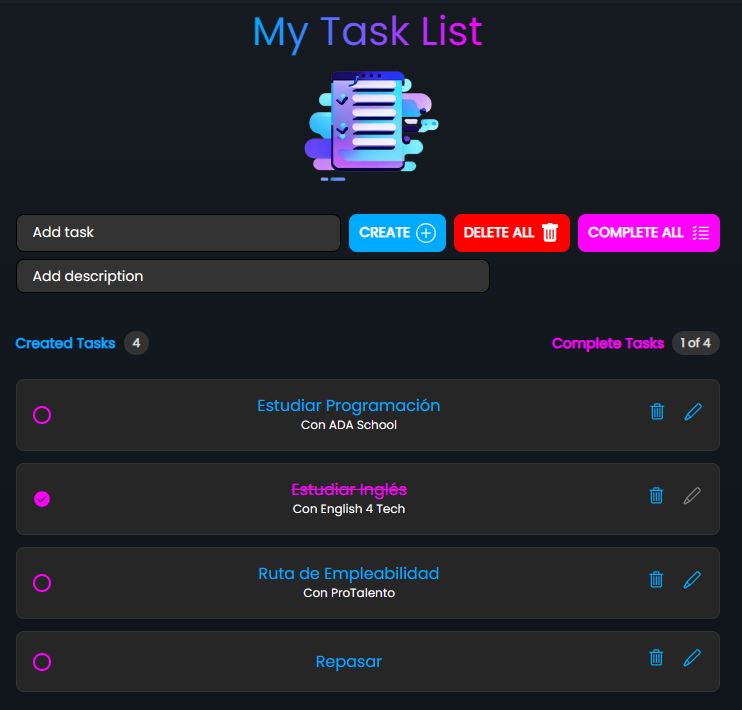 My Task List
Add task
CREATE
DELETE ALL
COMPLETE ALL
Add description
Created Tasks 4
Complete Tasks 1 of 4
Estudiar Programación
Con ADA School
Estudiar Inglés
Con English 4 Tech
Ruta de Empleabilidad
Con ProTalento
Repasar